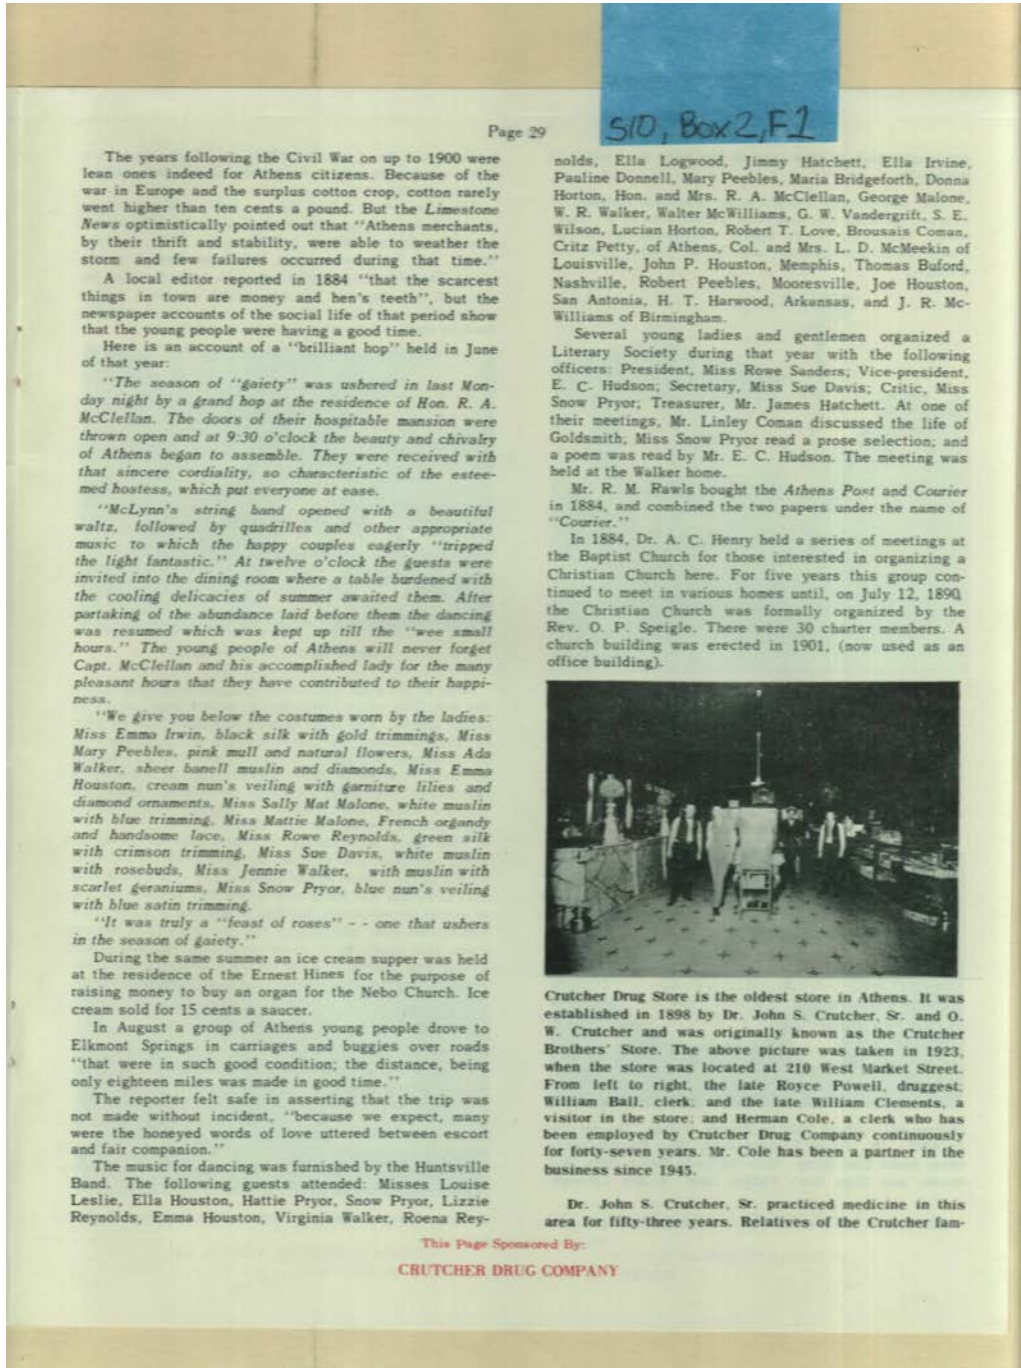 S10, Box 2, F1
Page 29
The years following the Civil War on up to 1900 were
lean ones indeed for Athens citizens. Because of the
war in Europe and the surplus cotton crop, cotton rarely
went higher than ten cents a pound. But the Limestone
News optimistically pointed out that "Athens merchants,
by their thrift and stability, were able to weather the
storm and few failures occurred during that time."
A local editor reported in 1884 "that the scarcest
things in town are money and hen's teeth", but the
newspaper accounts of the social life of that period show
that the young people were having a good time.
Here is an account of a "brilliant hop" held in June
of that year:
"The season of "gaiety" was ushered in last Mon-
day night by a grand hop at the residence of Hon. R. A.
McClellan. The doors of their hospitable mansion were
thrown open and at 9:30 o'clock the beauty and chivalry
of Athens began to assemble. They were received with
that sincere cordiality, so characteristic of the estee-
med hostess, which put everyone at ease.
"McLynn's string band opened with a beautiful
waltz, followed by quadrilles and other appropriate
music to which the happy couples eagerly "tripped
the light fantastic." At twelve o'clock the guests were
invited into the dining room where a table burdened with
the cooling delicacies of summer awaited them. After
partaking of the abundance laid before them the dancing
was resumed which was kept up till the "wee small
hours." The young people of Athens will never forget
Capt. McClellan and his accomplished lady for the many
pleasant hours that they have contributed to their happi-
ness.
"We give you below the costumes worn by the ladies:
Miss Emma Irwin, black silk with gold trimmings, Miss
Mary Peebles, pink mull and natural flowers, Miss Ada
Walker, sheer banell muslin and diamonds, Miss Emma
Houston, cream nun's veiling with garniture lilies and
diamond ornaments, Miss Sally Mat Malone, white muslin
with blue trimming, Miss Mattie Malone, French organdy
and handsome lace, Miss Rowe Reynolds, green silk
with crimson trimming, Miss Sue Davis, white muslin
with rosebuds, Miss Jennie Walker, with muslin with
scarlet geraniums, Miss Snow Pryor, blue nun's veiling
with blue satin trimming.
"It was truly a "feast of roses" - - one that ushers
in the season of gaiety."
During the same summer an ice cream supper was held
at the residence of the Ernest Hines for the purpose of
raising money to buy an organ for the Nebo Church. Ice
cream sold for 15 cents a saucer.
In August a group of Athens young people drove to
Elkmont Springs in carriages and buggies over roads
"that were in such good condition; the distance, being
only eighteen miles was made in good time."
The reporter felt safe in asserting that the trip was
not made without incident, "because we expect, many
were the honeyed words of love uttered between escort
and fair companion."
The music for dancing was furnished by the Huntsville
Band. The following guests attended: Misses Louise
Leslie, Ella Houston, Hattie Pryor, Snow Pryor, Lizzie
Reynolds, Emma Houston, Virginia Walker, Roena Rey-
nolds, Ella Logwood, Jimmy Hatchett, Ella Irvine,
Pauline Donnell, Mary Peebles, Maria Bridgeforth, Donna
Horton, Hon. and Mrs. R. A. McClellan, George Malone,
W. R. Walker, Walter McWilliams, G. W. Vandergrift, S. E.
Wilson, Lucian Horton, Robert T. Love, Brousais Coman,
Critz Petty, of Athens, Col. and Mrs. L. D. McMeekin of
Louisville, John P. Houston, Memphis, Thomas Buford,
Nashville, Robert Peebles, Mooresville, Joe Houston,
San Antonia, H. T. Harwood, Arkansas, and J. R. Mc-
Williams of Birmingham.
Several young ladies and gentlemen organized a
Literary Society during that year with the following
officers: President, Miss Rowe Sanders; Vice-president,
E. C. Hudson; Secretary, Miss Sue Davis; Critic, Miss
Snow Pryor; Treasurer, Mr. James Hatchett. At one of
their meetings, Mr. Linley Coman discussed the life of
Goldsmith; Miss Snow Pryor read a prose selection; and
a poem was read by Mr. E. C. Hudson. The meeting was
held at the Walker home.
Mr. R. M. Rawls bought the Athens Post and Courier
in 1884, and combined the two papers under the name of
"Courier."
In 1884, Dr. A. C. Henry held a series of meetings at
the Baptist Church for those interested in organizing a
Christian Church here. For five years this group con-
tinued to meet in various homes until, on July 12, 1890,
the Christian Church was formally organized by the
Rev. O. P. Speigle. There were 30 charter members. A
church building was erected in 1901, (now used as an
office building).
Crutcher Drug Store is the oldest store in Athens. It was
established in 1898 by Dr. John S. Crutcher, Sr. and O.
W. Crutcher and was originally known as the Crutcher
Brothers' Store. The above picture was taken in 1923,
when the store was located at 210 West Market Street.
From left to right, the late Royce Powell, druggest;
William Ball, clerk; and the late William Clements, a
visitor in the store; and Herman Cole, a clerk who has
been employed by Crutcher Drug Company continuously
for forty-seven years. Mr. Cole has been a partner in the
business since 1945.
Dr. John S. Crutcher, Sr. practiced medicine in this
area for fifty-three years. Relatives of the Crutcher fam-
This Page Sponsored By:
CRUTCHER DRUG COMPANY